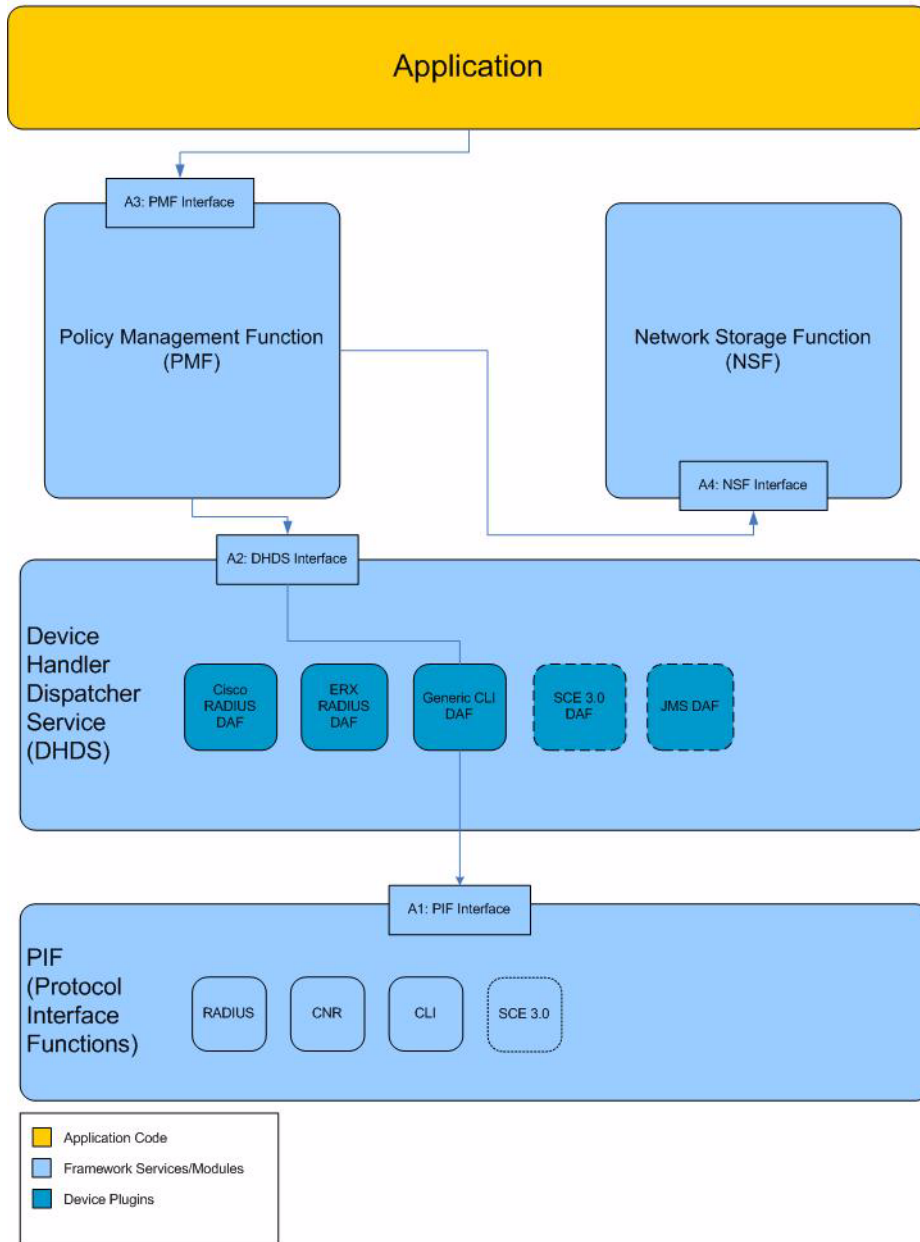 Application
A3: PMF Interface
Policy Management Function
(PMF)
Network Storage Function
(NSF)
A4: NSF Interface
A2: DHDS Interface
Device
Handler
Dispatcher
Service
(DHDS)
Cisco
RADIUS
DAF
ERX
RADIUS
DAF
Generic CLI
DAF
SCE 3.0
DAF
JMS DAF
A1: PIF Interface
PIF
(Protocol
Interface
Functions)
RADIUS
CNR
CLI
SCE 3.0
Application Code
Framework Services/Modules
Device Plugins